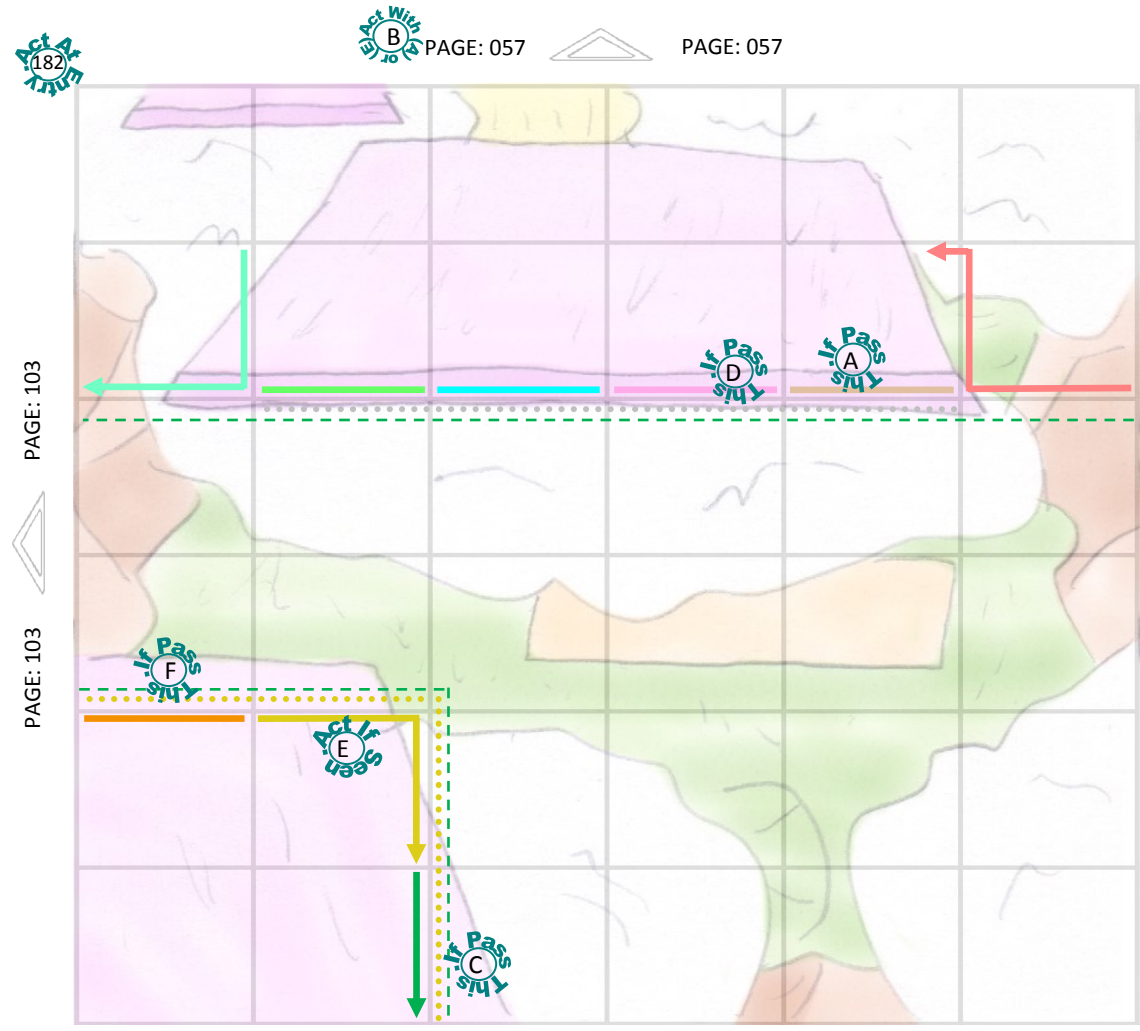 Act At Entry.
182
Act With (A or (E
B
PAGE: 057
PAGE: 057
PAGE: 103
PAGE: 103
.If Pass This.
D
.If Pass This.
A
.If Pass This.
F
.Act If Seen.
E
.If Pass This.
C